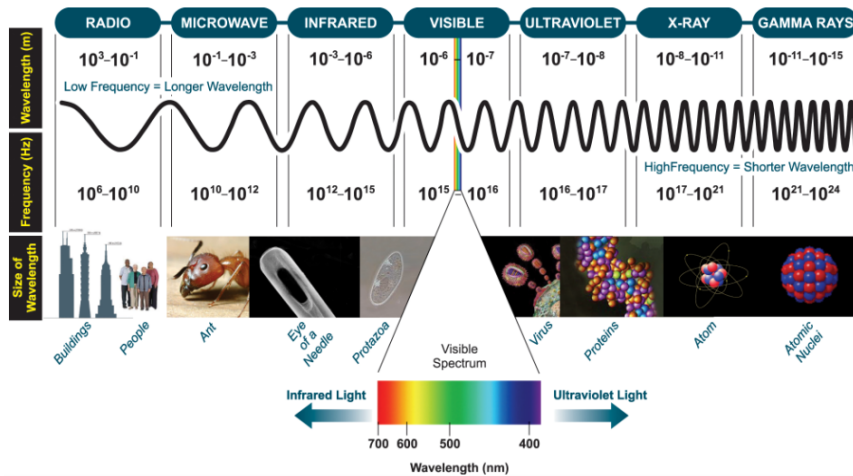 RADIO MICROWAVE INFRARED VISIBLE ULTRAVIOLET X-RAY GAMMA RAYS
Wavelength (m)
10³–10⁻¹ 10⁻¹–10⁻³ 10⁻³–10⁻⁶ 10⁻⁶ – 10⁻⁷ 10⁻⁷–10⁻⁸ 10⁻⁸–10⁻¹¹ 10⁻¹¹–10⁻¹⁵
Low Frequency = Longer Wavelength
HighFrequency = Shorter Wavelength
Frequency (Hz)
10⁶–10¹⁰ 10¹⁰–10¹² 10¹²–10¹⁵ 10¹⁵ – 10¹⁶ 10¹⁶–10¹⁷ 10¹⁷–10²¹ 10²¹–10²⁴
Size of
Wavelength
Buildings
People
Ant
Eye
of a
Needle
Protazoa
Virus
Proteins
Atom
Atomic
Nuclei
Visible
Spectrum
Infrared Light
Ultraviolet Light
700 600 500 400
Wavelength (nm)